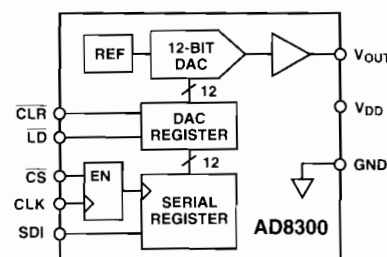 REF
12-BIT
DAC
VOUT
12
VDD
CLR
LD
DAC
REGISTER
GND
12
CS
EN
CLK
SERIAL
REGISTER
SDI
AD8300